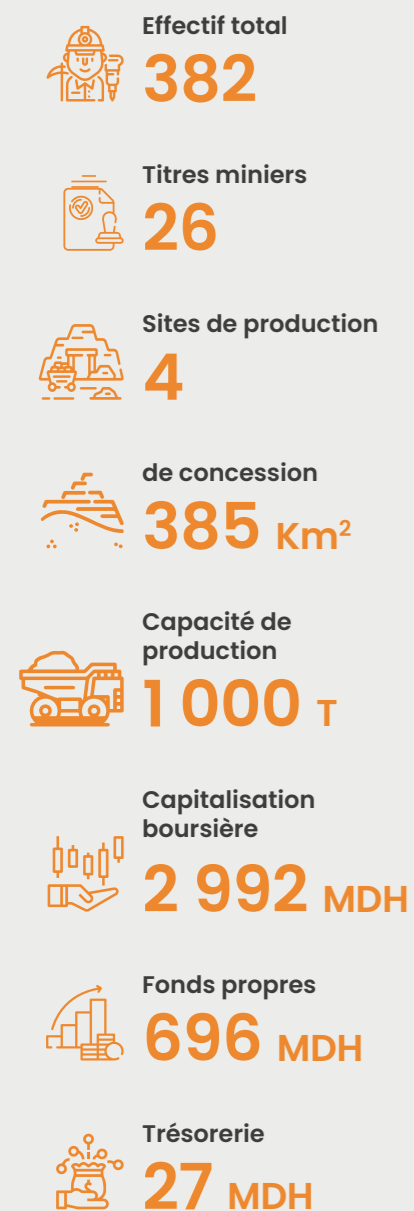 Effectif total
382
Titres miniers
26
Sites de production
4
de concession
385 Km²
Capacité de
production
1 000 T
Capitalisation
boursière
2 992 MDH
Fonds propres
696 MDH
Trésorerie
27 MDH